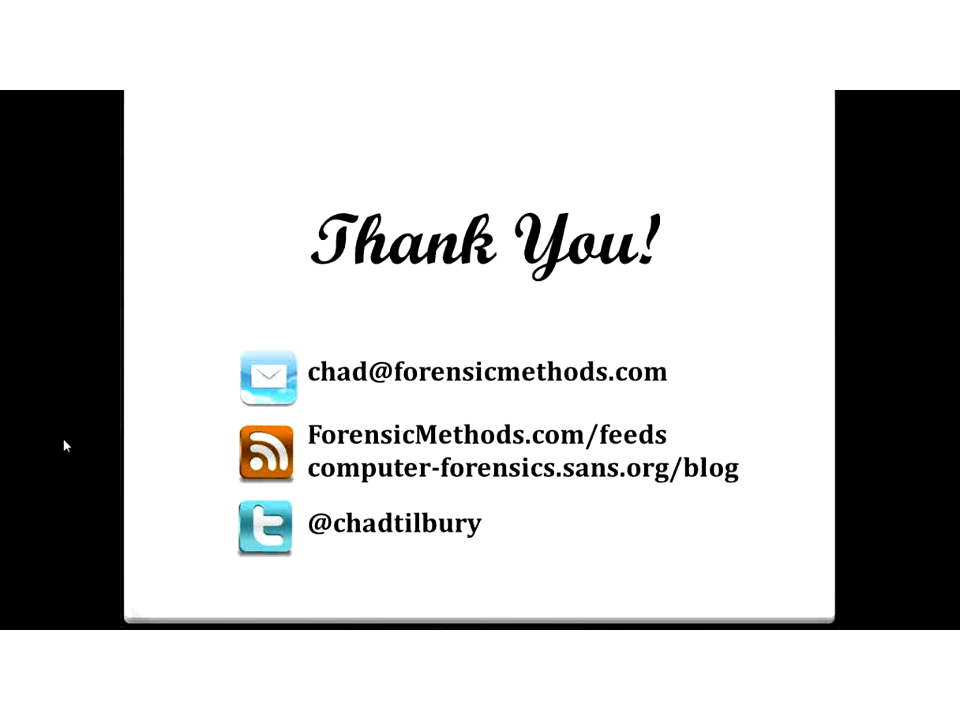 Thank You!
chad@forensicmethods.com
ForensicMethods.com/feeds
computer-forensics.sans.org/blog
@chadtilbury